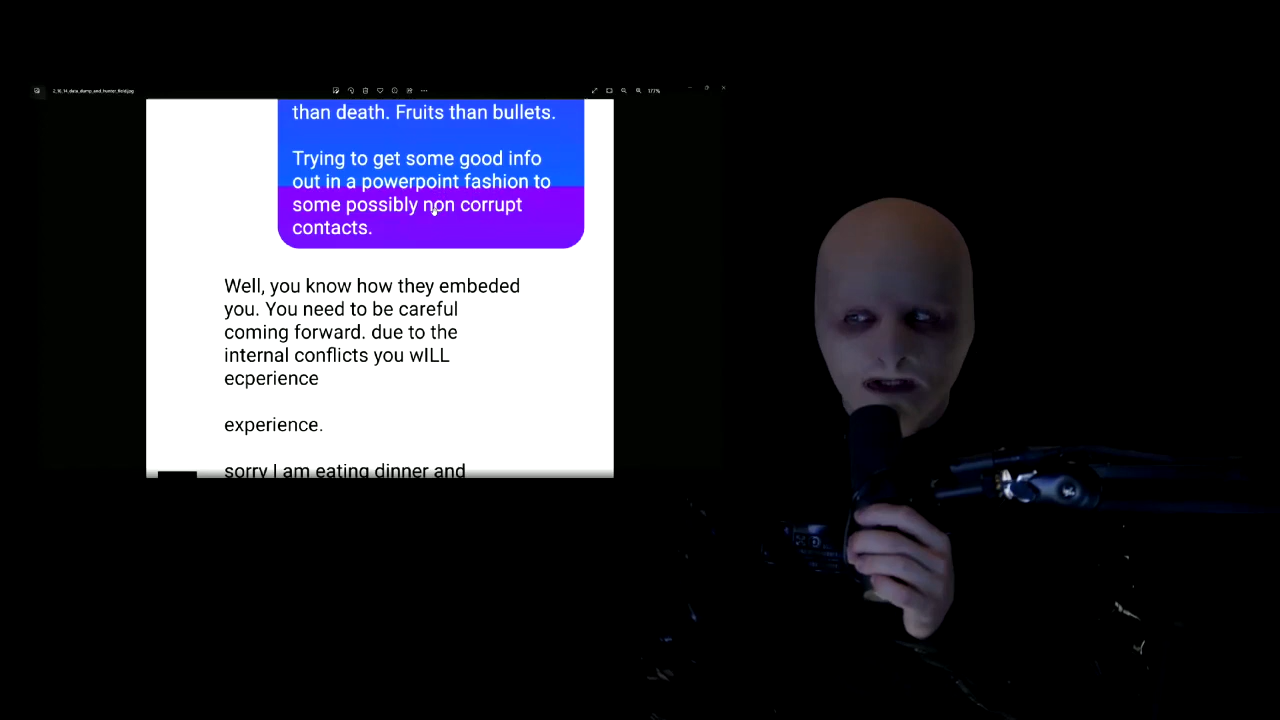 177%
than death. Fruits than bullets.
Trying to get some good info
out in a powerpoint fashion to
some possibly non corrupt
contacts.
Well, you know how they embeded
you. You need to be careful
coming forward. due to the
internal conflicts you wILL
ecperience
experience.
sorry I am eating dinner and